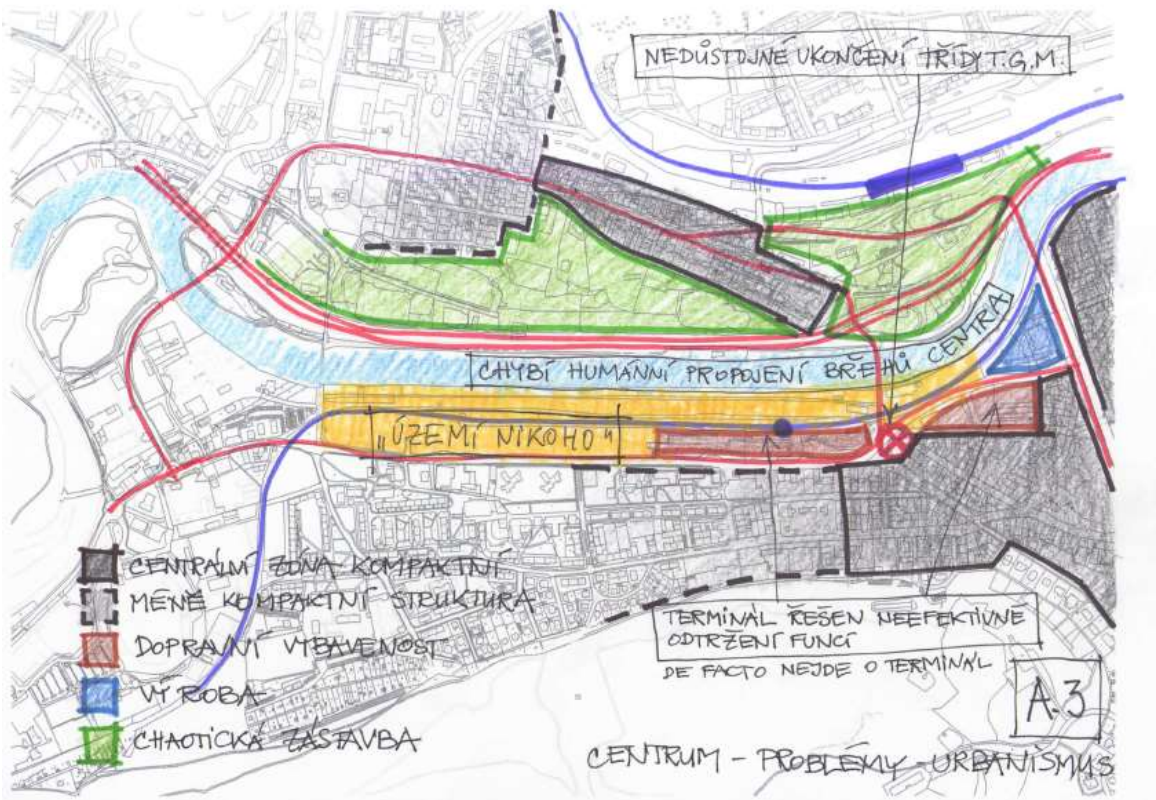 NEDŮSTOJNÉ UKONČENÍ TŘÍDY T.G.M.
CHYBÍ HUMÁNNÍ PROPOJENÍ BŘEHŮ CENTRA
"ÚZEMÍ NIKOHO"
CENTRÁLNÍ ZÓNA KOMPAKTNÍ
MÉNĚ KOMPAKTNÍ STRUKTURA
DOPRAVNÍ VYBAVENOST
VÝROBA
CHAOTICKÁ ZÁSTAVBA
TERMINÁL ŘEŠEN NEEFEKTIVNĚ
ODTRŽENÍ FUNCÍ
DE FACTO NEJDE O TERMINÁL
A.3
CENTRUM - PROBLÉMY - URBANISMUS